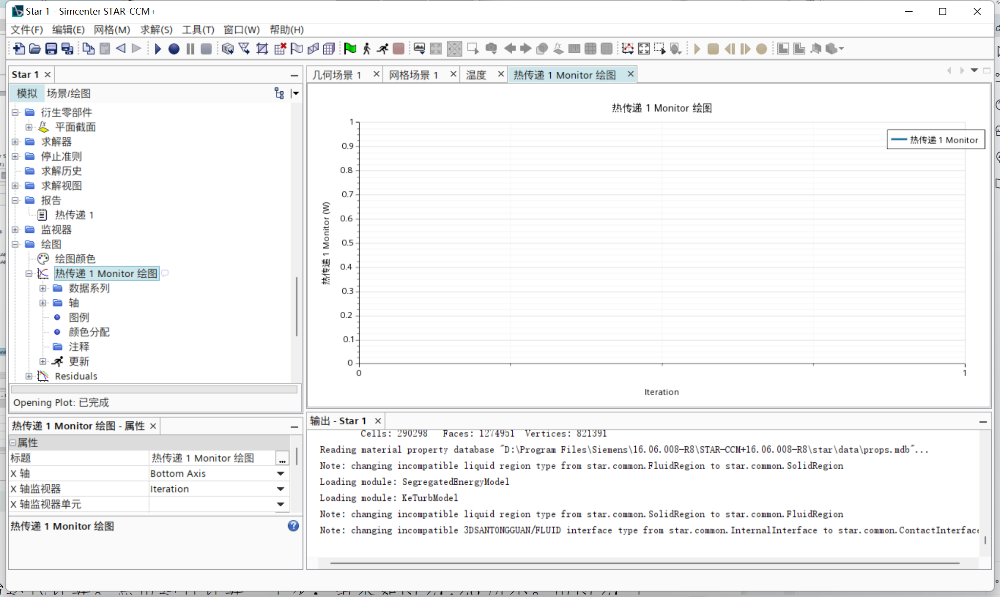 Star 1 - Simcenter STAR-CCM+
文件(F) 编辑(E) 网格(M) 求解(S) 工具(T) 窗口(W) 帮助(H)
Star 1
模拟 场景/绘图
衍生零部件
平面截面
求解器
停止准则
求解历史
求解视图
报告
热传递 1
监视器
绘图
绘图颜色
热传递 1 Monitor 绘图
数据系列
轴
图例
颜色分配
注释
更新
Residuals
Opening Plot: 已完成
热传递 1 Monitor 绘图 - 属性
属性
标题 热传递 1 Monitor 绘图 ...
X 轴 Bottom Axis
X 轴监视器 Iteration
X 轴监视器单元
热传递 1 Monitor 绘图
几何场景 1 网格场景 1 温度 热传递 1 Monitor 绘图
热传递 1 Monitor 绘图
热传递 1 Monitor
热传递 1 Monitor (W)
1
0.9
0.8
0.7
0.6
0.5
0.4
0.3
0.2
0.1
0
0 1
Iteration
输出 - Star 1
Cells: 290298 Faces: 1274951 Vertices: 821391
Reading material property database "D:\Program Files\Siemens\16.06.008-R8\STAR-CCM+16.06.008-R8\star\data\props.mdb"...
Note: changing incompatible liquid region type from star.common.FluidRegion to star.common.SolidRegion
Loading module: SegregatedEnergyModel
Loading module: KeTurbModel
Note: changing incompatible liquid region type from star.common.SolidRegion to star.common.FluidRegion
Note: changing incompatible 3DSANTONGGUAN/FLUID interface type from star.common.InternalInterface to star.common.ContactInterface